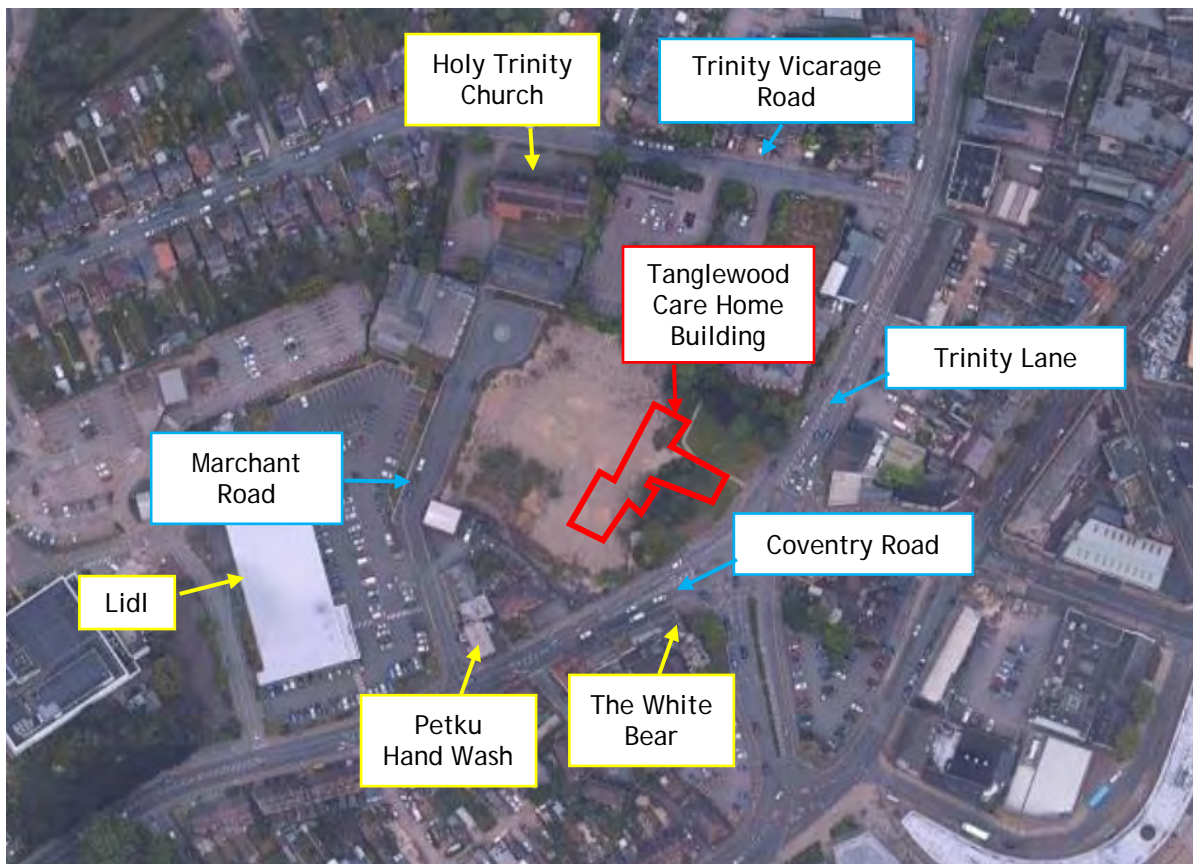 Holy Trinity
Church
Trinity Vicarage
Road
Tanglewood
Care Home
Building
Trinity Lane
Marchant
Road
Coventry Road
Lidl
Petku
Hand Wash
The White
Bear